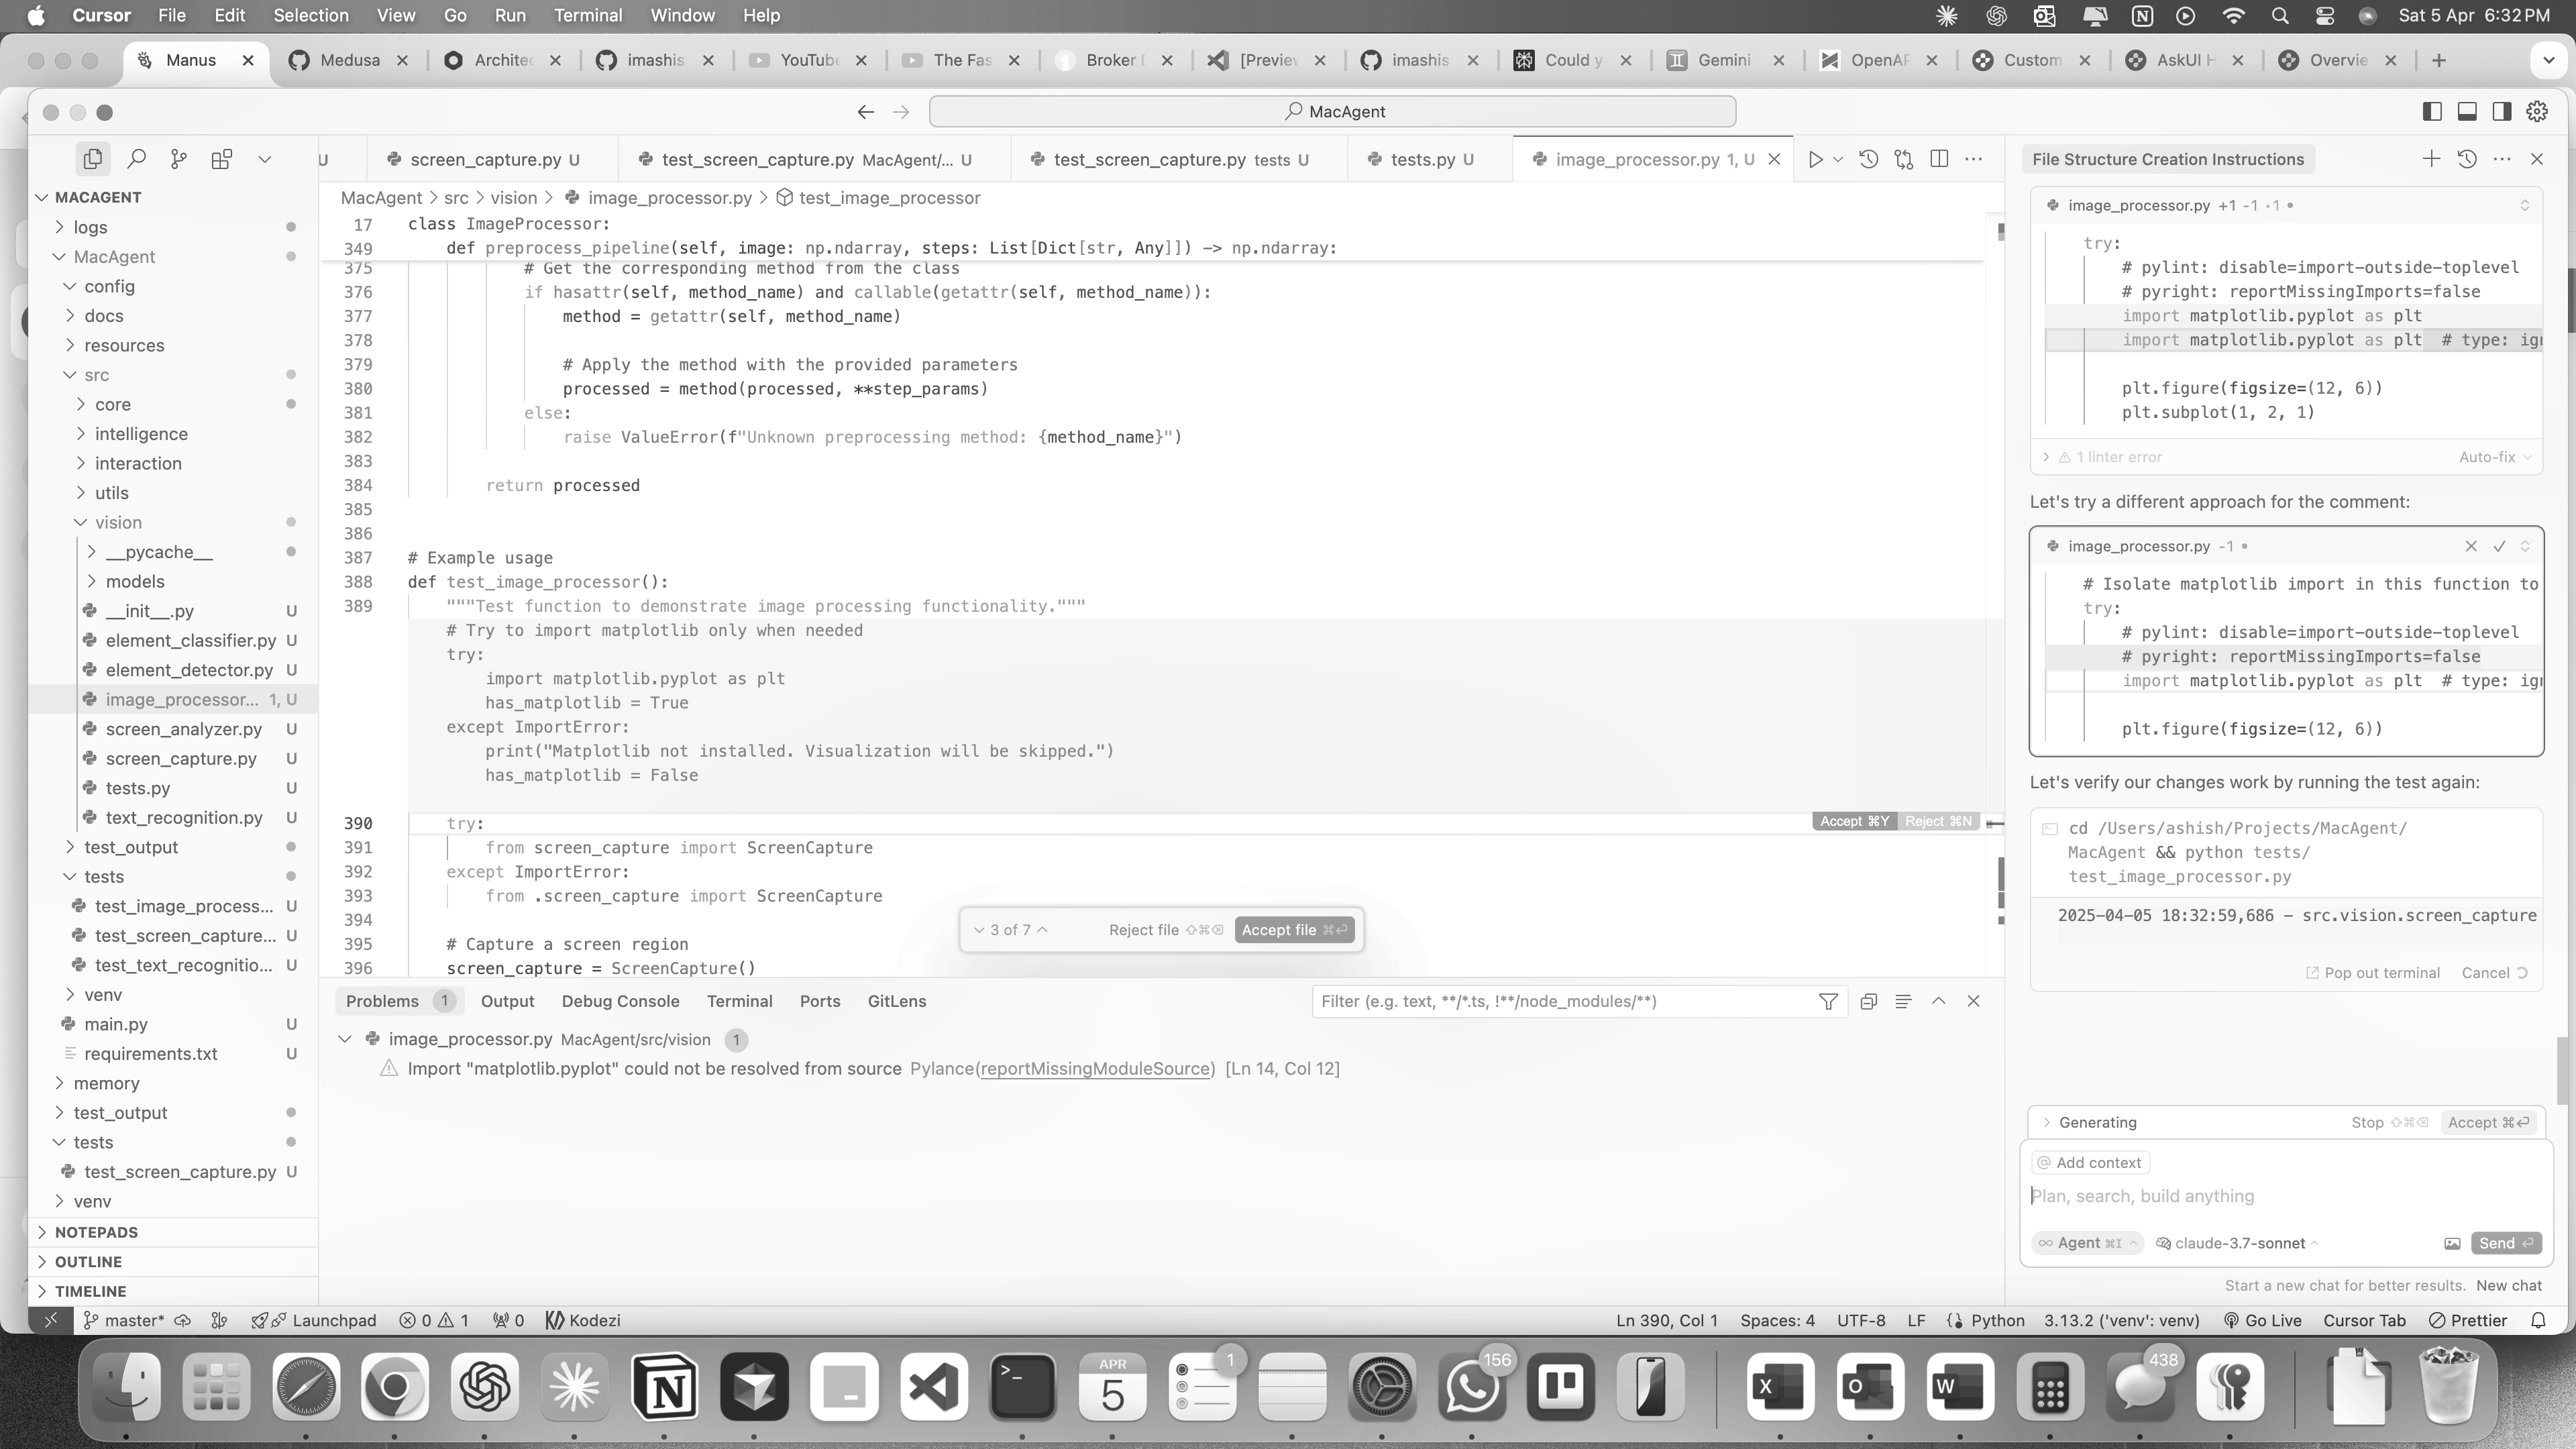 Cursor File Edit Selection View Go Run Terminal Window Help Sat 5 Apr 6:32 PM
Manus Medusa Architec imashis YouTube The Fas Broker [Preview imashis Could y Gemini OpenAP Custom AskUI H Overvie
MacAgent
U screen_capture.py U test_screen_capture.py MacAgent/... U test_screen_capture.py tests U tests.py U image_processor.py 1, U
MacAgent > src > vision > image_processor.py > test_image_processor
MACAGENT
logs
MacAgent
config
docs
resources
src
core
intelligence
interaction
utils
vision
__pycache__
models
__init__.py U
element_classifier.py U
element_detector.py U
image_processor... 1, U
screen_analyzer.py U
screen_capture.py U
tests.py U
text_recognition.py U
test_output
tests
test_image_process... U
test_screen_capture... U
test_text_recognitio... U
venv
main.py U
requirements.txt U
memory
test_output
tests
test_screen_capture.py U
venv
NOTEPADS
OUTLINE
TIMELINE
17 class ImageProcessor:
349 def preprocess_pipeline(self, image: np.ndarray, steps: List[Dict[str, Any]]) -> np.ndarray:
375 # Get the corresponding method from the class
376 if hasattr(self, method_name) and callable(getattr(self, method_name)):
377 method = getattr(self, method_name)
378
379 # Apply the method with the provided parameters
380 processed = method(processed, **step_params)
381 else:
382 raise ValueError(f"Unknown preprocessing method: {method_name}")
383
384 return processed
385
386
387 # Example usage
388 def test_image_processor():
389 """Test function to demonstrate image processing functionality."""
# Try to import matplotlib only when needed
try:
import matplotlib.pyplot as plt
has_matplotlib = True
except ImportError:
print("Matplotlib not installed. Visualization will be skipped.")
has_matplotlib = False
390 try:
Accept ⌘Y Reject ⌘N
391 from screen_capture import ScreenCapture
392 except ImportError:
393 from .screen_capture import ScreenCapture
394
395 # Capture a screen region
396 screen_capture = ScreenCapture()
3 of 7 Reject file ⇧⌘⌫ Accept file ⌘⏎
Problems 1 Output Debug Console Terminal Ports GitLens Filter (e.g. text, **/*.ts, !**/node_modules/**)
image_processor.py MacAgent/src/vision 1
Import "matplotlib.pyplot" could not be resolved from source Pylance(reportMissingModuleSource) [Ln 14, Col 12]
File Structure Creation Instructions
image_processor.py +1 -1 •1 •
try:
# pylint: disable=import-outside-toplevel
# pyright: reportMissingImports=false
import matplotlib.pyplot as plt
import matplotlib.pyplot as plt # type: ign
plt.figure(figsize=(12, 6))
plt.subplot(1, 2, 1)
1 linter error Auto-fix
Let's try a different approach for the comment:
image_processor.py -1 •
# Isolate matplotlib import in this function to
try:
# pylint: disable=import-outside-toplevel
# pyright: reportMissingImports=false
import matplotlib.pyplot as plt # type: ign
plt.figure(figsize=(12, 6))
Let's verify our changes work by running the test again:
cd /Users/ashish/Projects/MacAgent/
MacAgent && python tests/
test_image_processor.py
2025-04-05 18:32:59,686 - src.vision.screen_capture
Pop out terminal Cancel
Generating Stop ⇧⌘⌫ Accept ⌘⏎
@ Add context
Plan, search, build anything
∞ Agent ⌘I claude-3.7-sonnet Send ⏎
Start a new chat for better results. New chat
master* Launchpad 0 1 0 Kodezi Ln 390, Col 1 Spaces: 4 UTF-8 LF Python 3.13.2 ('venv': venv) Go Live Cursor Tab Prettier
APR
5
1
156
438
X O W